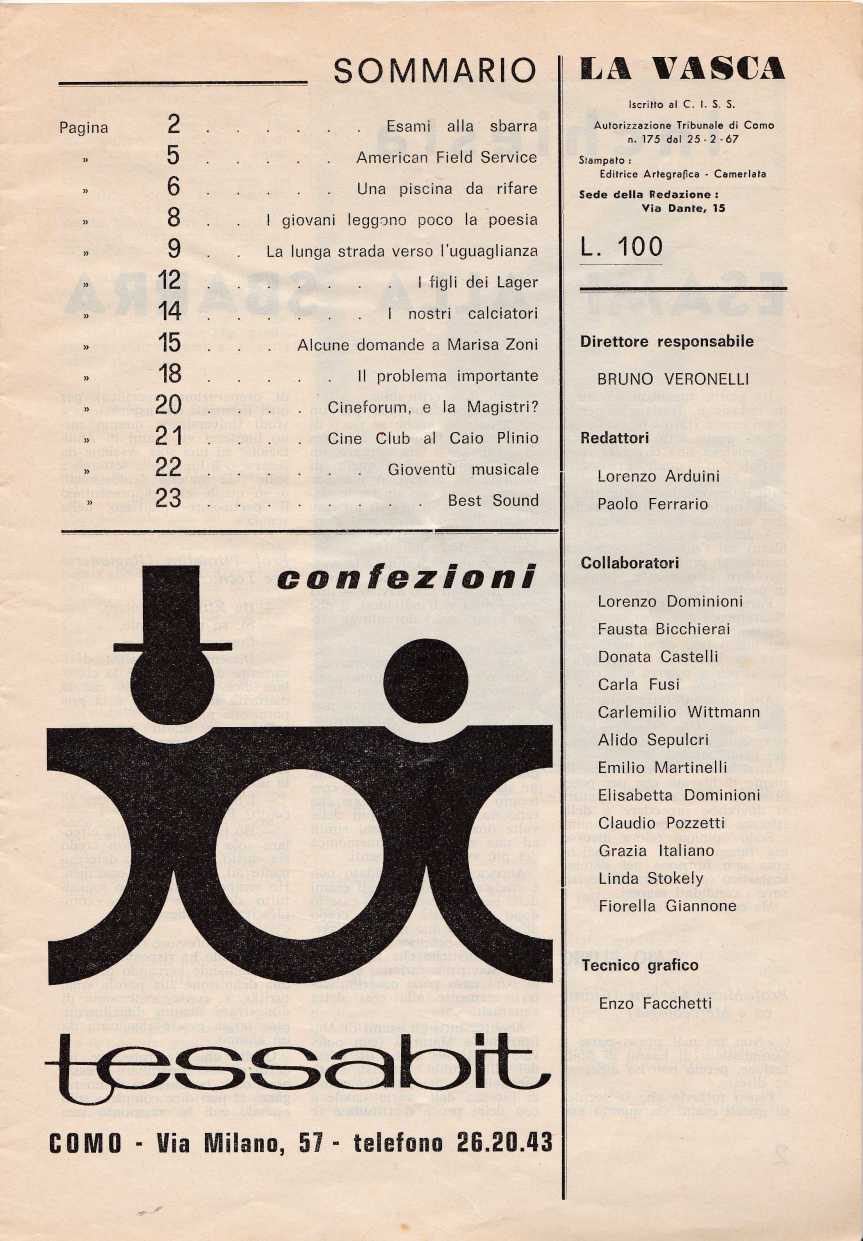 SOMMARIO
Pagina 2 . . . . . . Esami alla sbarra
» 5 . . . . . American Field Service
» 6 . . . . . Una piscina da rifare
» 8 . . I giovani leggono poco la poesia
» 9 . . La lunga strada verso l'uguaglianza
» 12 . . . . . . . I figli dei Lager
» 14 . . . . . . I nostri calciatori
» 15 . . . Alcune domande a Marisa Zoni
» 18 . . . . . Il problema importante
» 20 . . . . Cineforum, e la Magistri?
» 21 . . . . Cine Club al Caio Plinio
» 22 . . . . . . Gioventù musicale
» 23 . . . . . . . . Best Sound
confezioni
tessabit
COMO - Via Milano, 57 - telefono 26.20.43
LA VASCA
Iscritto al C. I. S. S.
Autorizzazione Tribunale di Como
n. 175 dal 25-2-67
Stampato :
Editrice Artegrafica - Camerlata
Sede della Redazione :
Via Dante, 15
L. 100
Direttore responsabile
BRUNO VERONELLI
Redattori
Lorenzo Arduini
Paolo Ferrario
Collaboratori
Lorenzo Dominioni
Fausta Bicchierai
Donata Castelli
Carla Fusi
Carlemilio Wittmann
Alido Sepulcri
Emilio Martinelli
Elisabetta Dominioni
Claudio Pozzetti
Grazia Italiano
Linda Stokely
Fiorella Giannone
Tecnico grafico
Enzo Facchetti